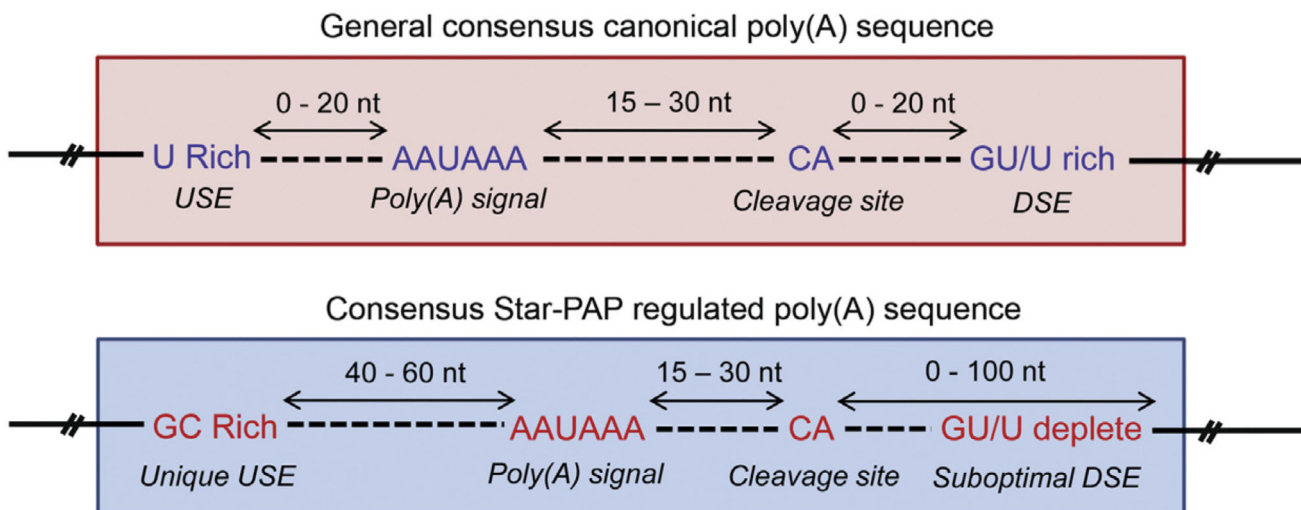 General consensus canonical poly(A) sequence
0 - 20 nt 15 – 30 nt 0 - 20 nt
U Rich AAUAAA CA GU/U rich
USE Poly(A) signal Cleavage site DSE
Consensus Star-PAP regulated poly(A) sequence
40 - 60 nt 15 – 30 nt 0 - 100 nt
GC Rich AAUAAA CA GU/U deplete
Unique USE Poly(A) signal Cleavage site Suboptimal DSE